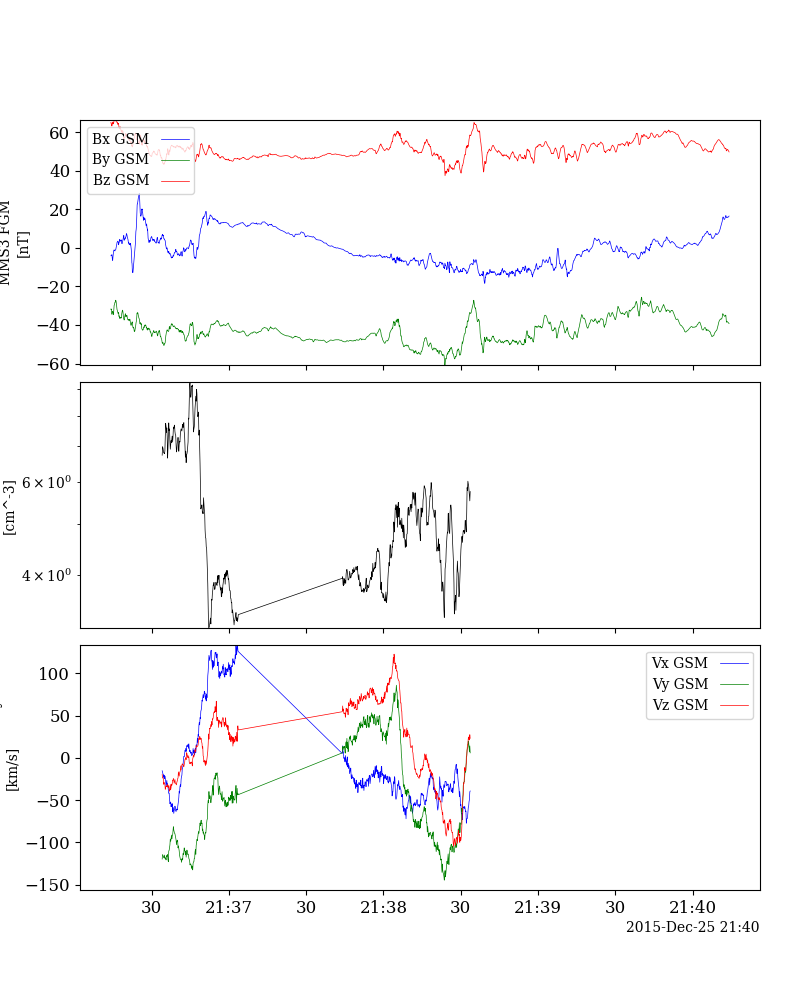 60
40
20
0
−20
−40
−60
MMS3 FGM
[nT]
Bx GSM
By GSM
Bz GSM
6 × 10⁰
4 × 10⁰
[cm^-3]
100
50
0
−50
−100
−150
[km/s]
Vx GSM
Vy GSM
Vz GSM
30 21:37 30 21:38 30 21:39 30 21:40
2015-Dec-25 21:40